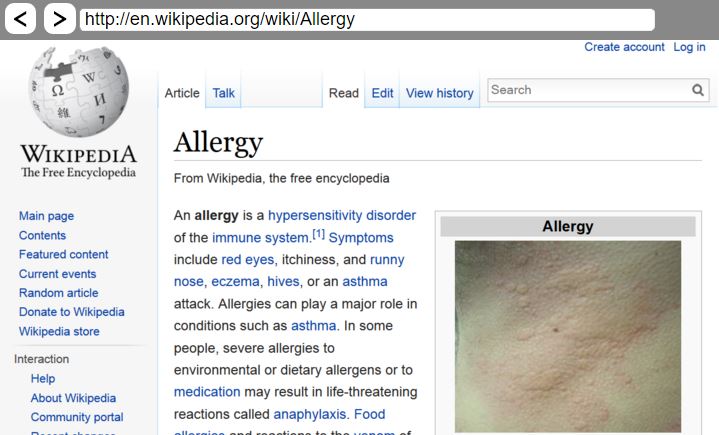 < > http://en.wikipedia.org/wiki/Allergy
Create account Log in
Article Talk Read Edit View history Search
WIKIPEDIA
The Free Encyclopedia
Main page
Contents
Featured content
Current events
Random article
Donate to Wikipedia
Wikipedia store
Interaction
Help
About Wikipedia
Community portal
Recent changes
Allergy
From Wikipedia, the free encyclopedia
An allergy is a hypersensitivity disorder
of the immune system.[1] Symptoms
include red eyes, itchiness, and runny
nose, eczema, hives, or an asthma
attack. Allergies can play a major role in
conditions such as asthma. In some
people, severe allergies to
environmental or dietary allergens or to
medication may result in life-threatening
reactions called anaphylaxis. Food
allergies and reactions to the venom of
Allergy